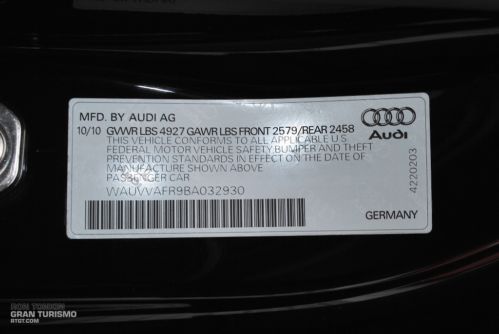 MFD. BY AUDI AG
10/10 GVWR LBS 4927 GAWR LBS FRONT 2579/REAR 2458
THIS VEHICLE CONFORMS TO ALL APPLICABLE U S
FEDERAL MOTOR VEHICLE SAFETY,BUMPER AND THEFT
PREVENTION STANDARDS IN EFFECT ON THE DATE OF
MANUFACTURE SHOWN ABOVE
PASSENGER CAR
WAUVVAFR9BA032930
Audi
4220203
GERMANY
GRAN TURISMO